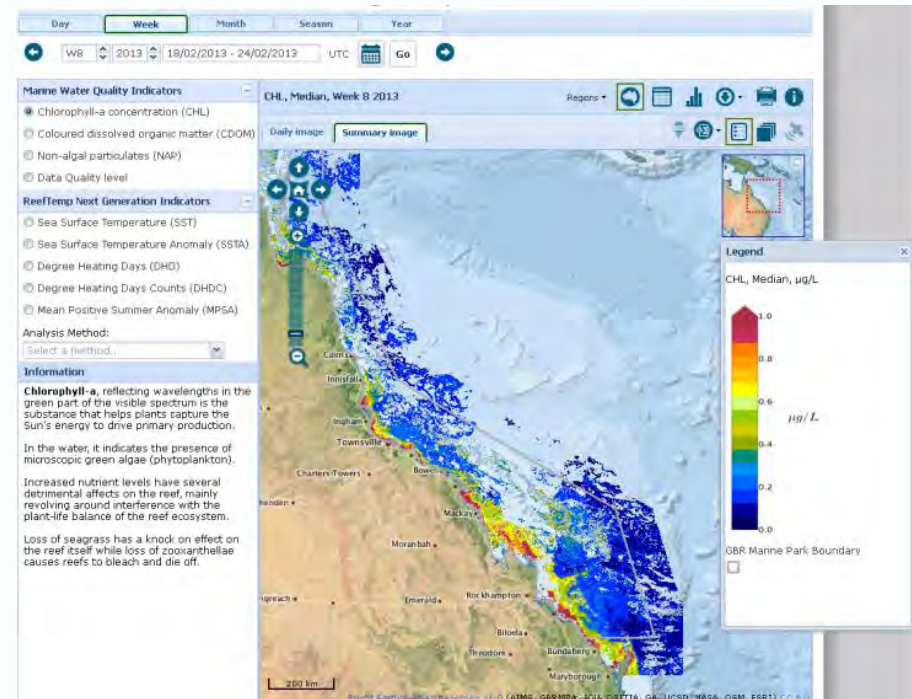 Day Week Month Season Year
W8 2013 18/02/2013 - 24/02/2013 UTC Go
Marine Water Quality Indicators
Chlorophyll-a concentration (CHL)
Coloured dissolved organic matter (CDOM)
Non-algal particulates (NAP)
Data Quality level
ReefTemp Next Generation Indicators
Sea Surface Temperature (SST)
Sea Surface Temperature Anomaly (SSTA)
Degree Heating Days (DHD)
Degree Heating Days Counts (DHDC)
Mean Positive Summer Anomaly (MPSA)
Analysis Method:
Select a method..
Information
Chlorophyll-a, reflecting wavelengths in the
green part of the visible spectrum is the
substance that helps plants capture the
Sun's energy to drive primary production.
In the water, it indicates the presence of
microscopic green algae (phytoplankton).
Increased nutrient levels have several
detrimental affects on the reef, mainly
revolving around interference with the
plant-life balance of the reef ecosystem.
Loss of seagrass has a knock on effect on
the reef itself while loss of zooxanthellae
causes reefs to bleach and die off.
CHL, Median, Week 8 2013
Regions
Daily image Summary image
Cairns
Innisfail
Ingham
Townsville
Charters Towers
Bowen
Mackay
Moranbah
Emerald
Rockhampton
Biloela
Theodore
Bundaberg
Maryborough
200 km
Legend
CHL, Median, µg/L
1.0
0.8
0.6
µg/L
0.4
0.2
0.0
GBR Marine Park Boundary